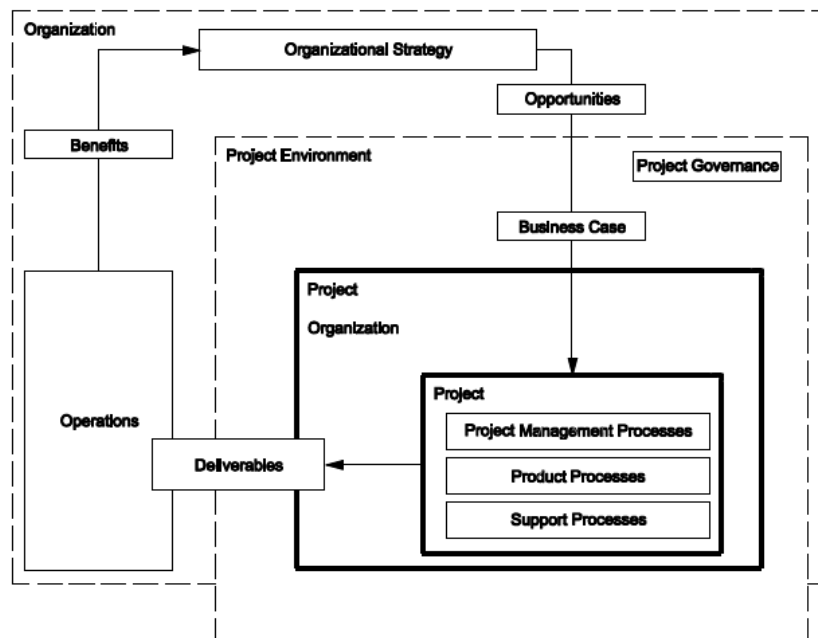 Organization
Organizational Strategy
Opportunities
Benefits
Project Environment
Project Governance
Business Case
Project
Organization
Project
Operations
Project Management Processes
Deliverables
Product Processes
Support Processes